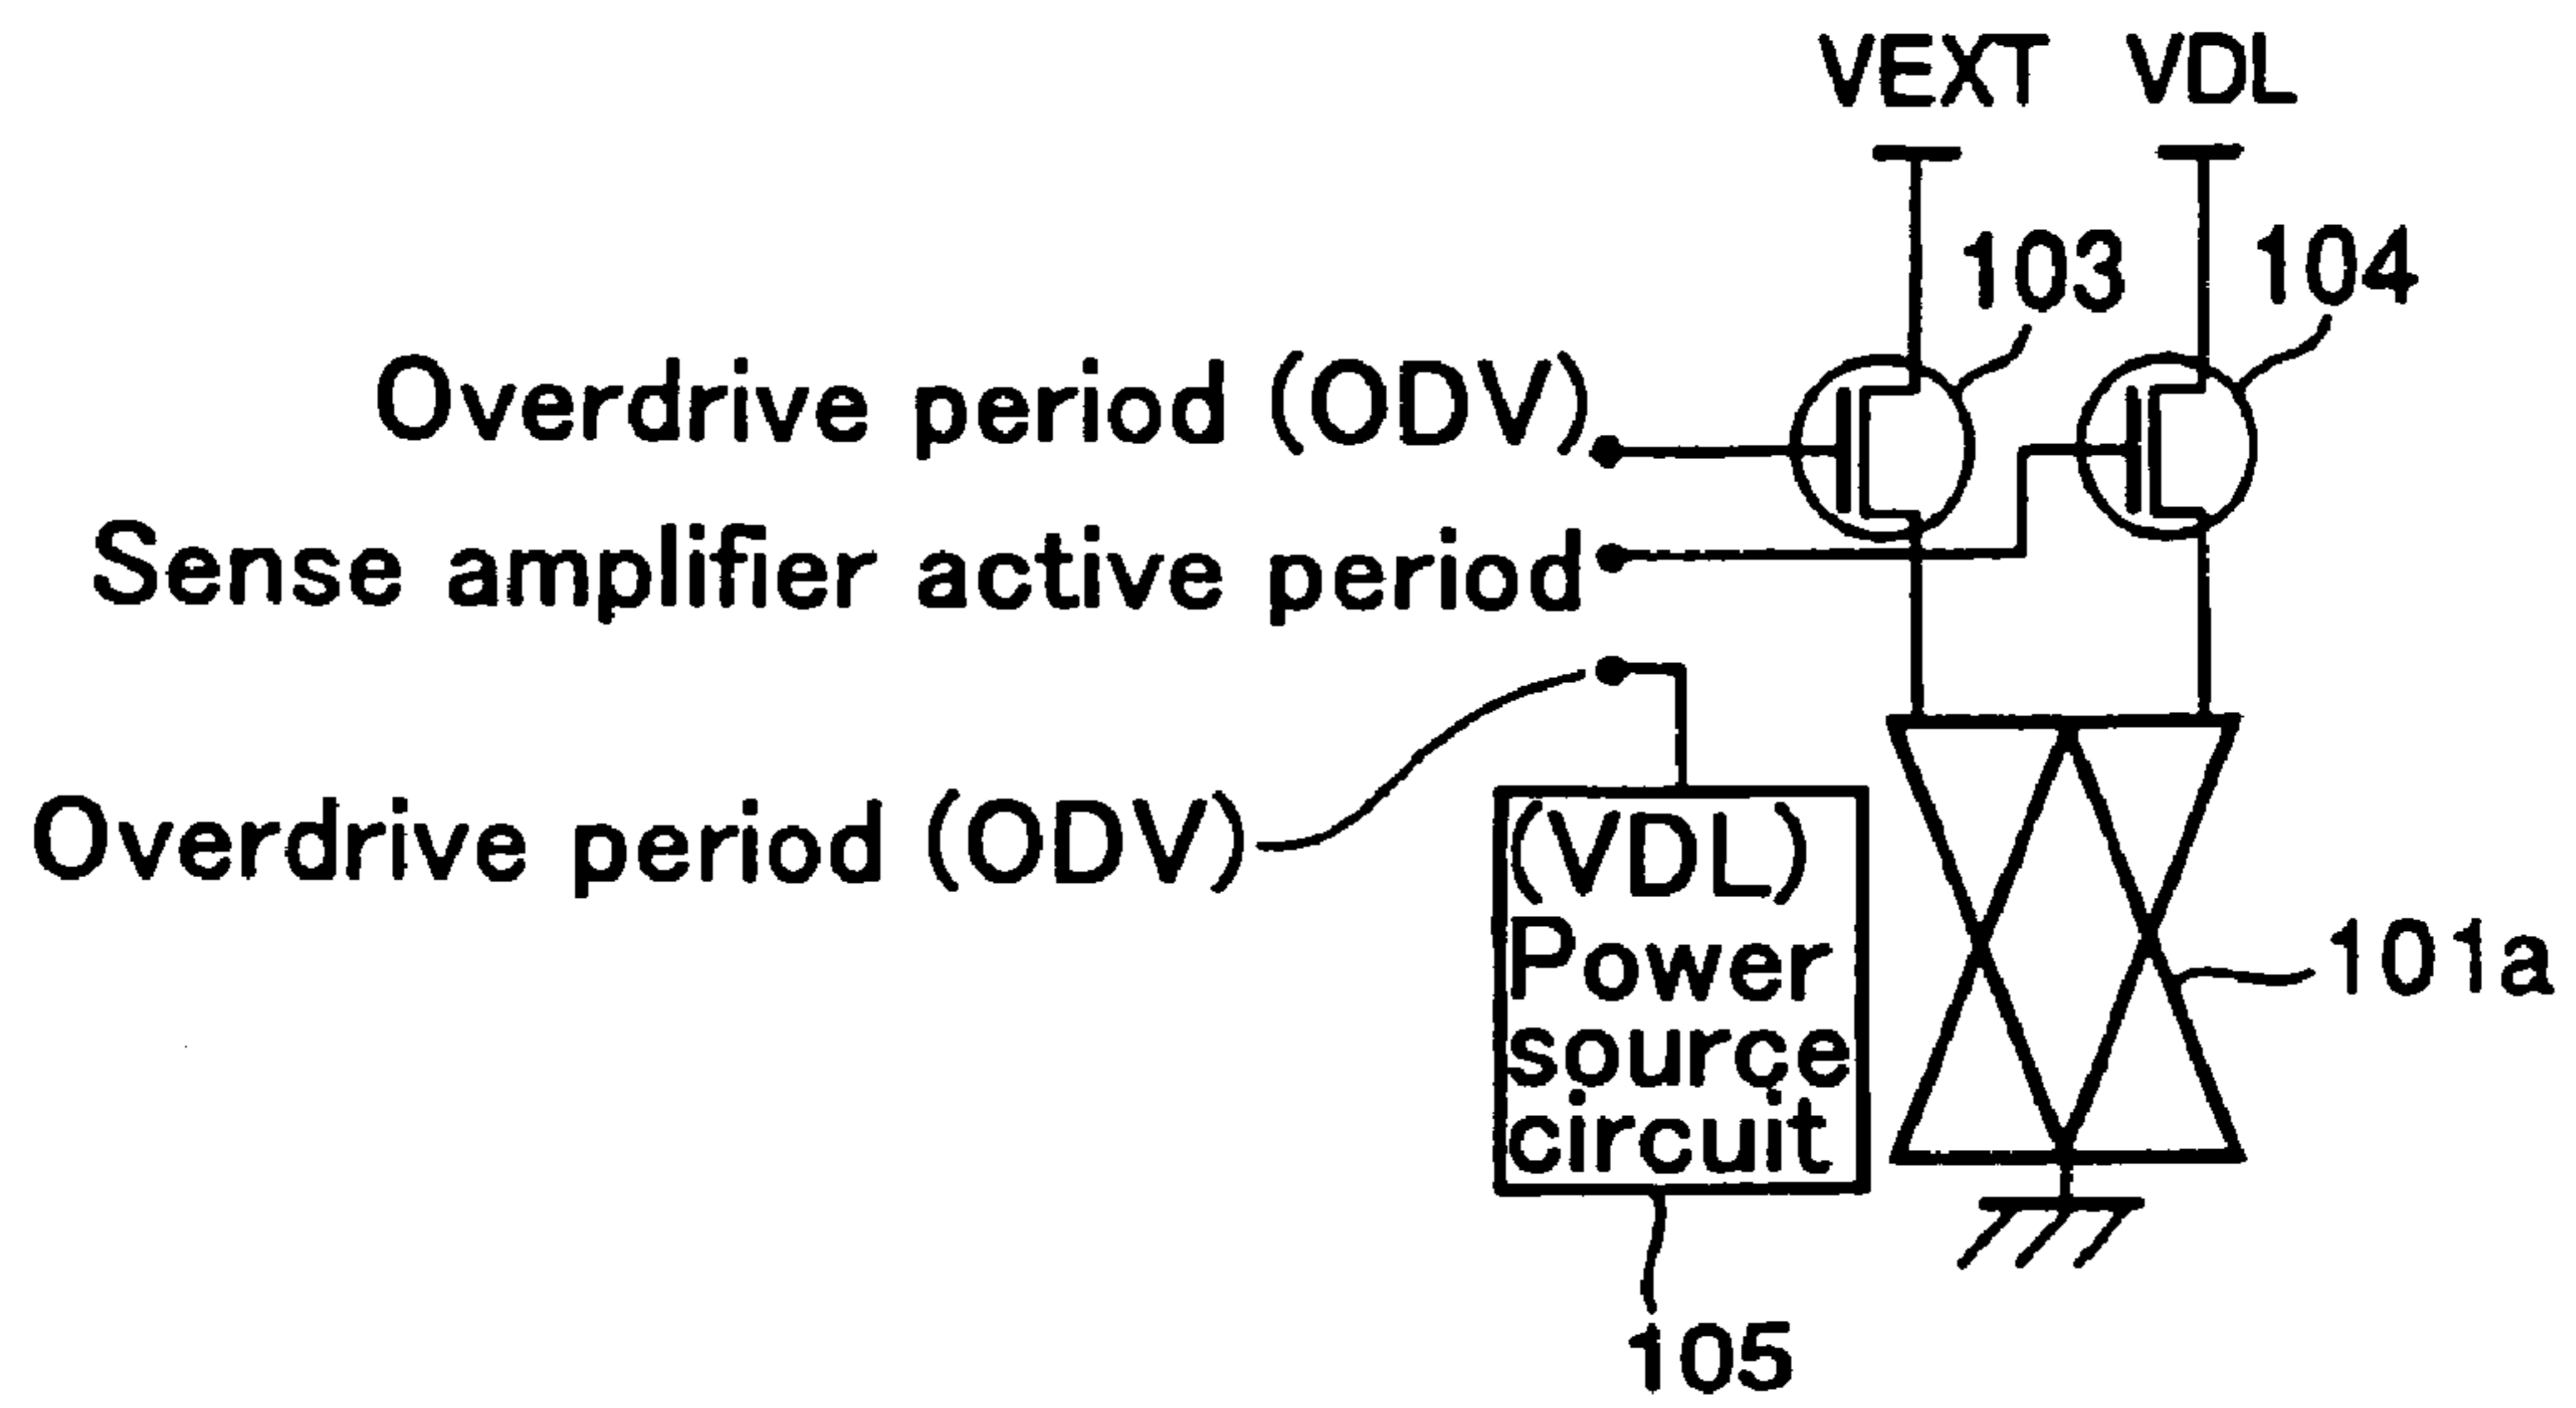 VEXT VDL
103 104
Overdrive period (ODV)
Sense amplifier active period
Overdrive period (ODV)
(VDL)
Power
source
circuit
101a
105